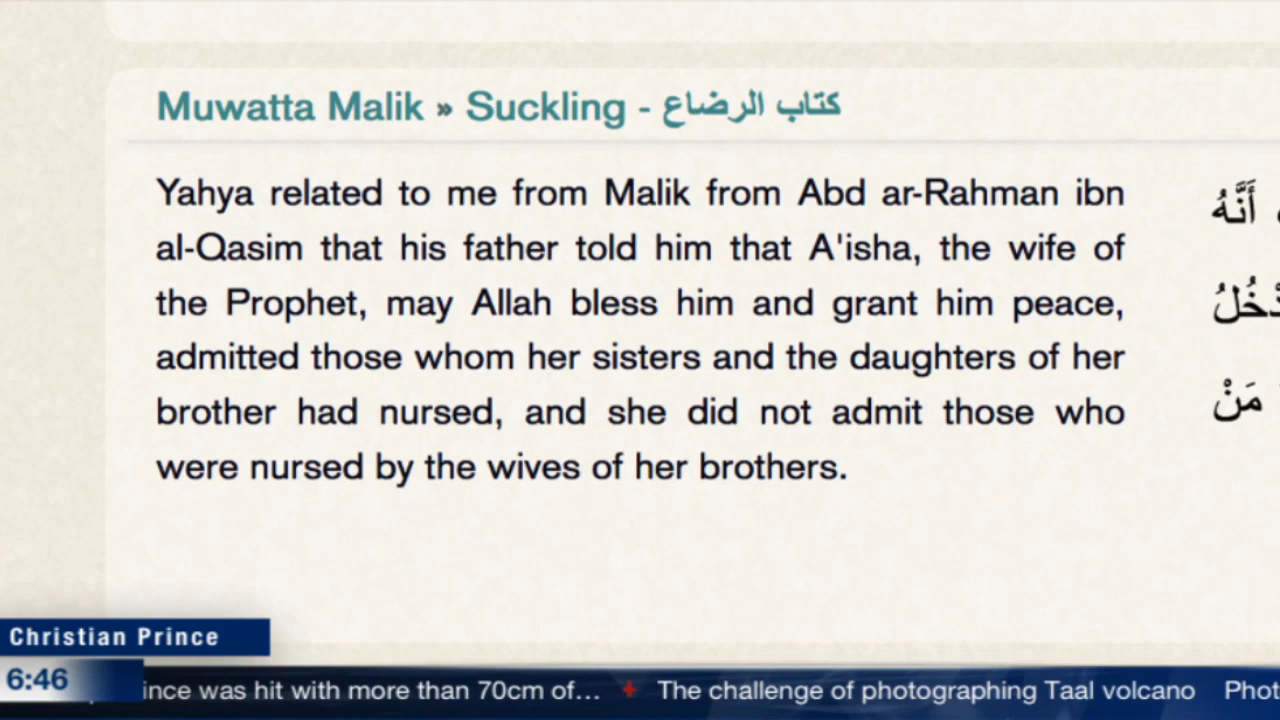 Muwatta Malik » Suckling - كتاب الرضاع
Yahya related to me from Malik from Abd ar-Rahman ibn
al-Qasim that his father told him that A'isha, the wife of
the Prophet, may Allah bless him and grant him peace,
admitted those whom her sisters and the daughters of her
brother had nursed, and she did not admit those who
were nursed by the wives of her brothers.
أَنَّهُ
مَنْ
Christian Prince
6:46
ince was hit with more than 70cm of... The challenge of photographing Taal volcano Phot